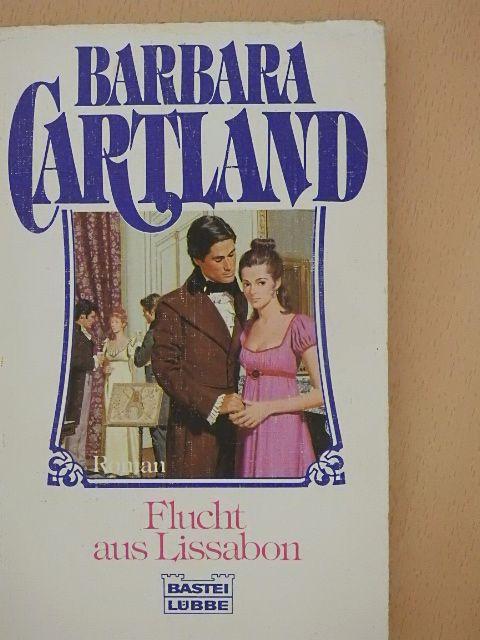 BARBARA
CARTLAND
Roman
Flucht
aus Lissabon
BASTEI
LÜBBE